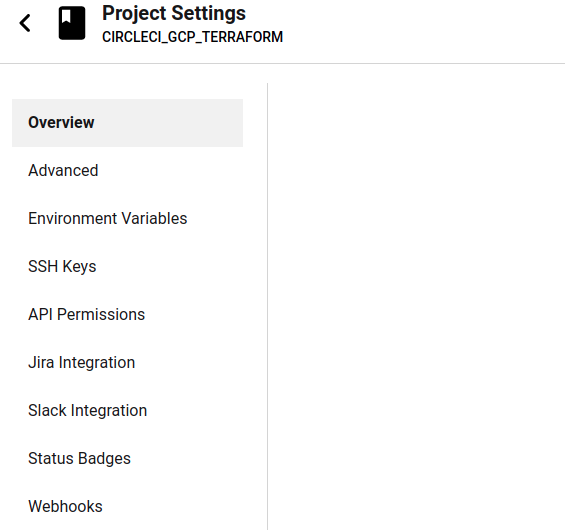 Project Settings
CIRCLECI_GCP_TERRAFORM
Overview
Advanced
Environment Variables
SSH Keys
API Permissions
Jira Integration
Slack Integration
Status Badges
Webhooks